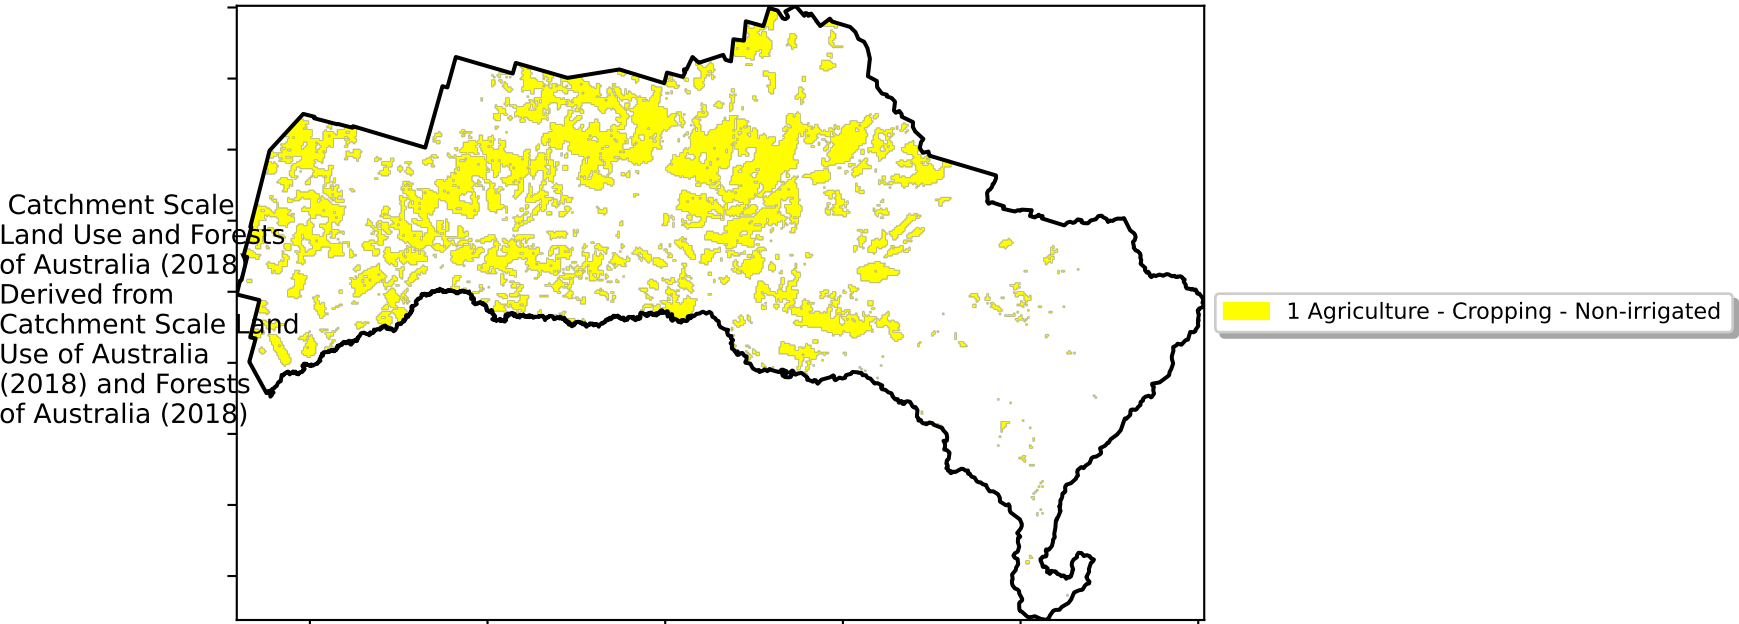 Catchment Scale
Land Use and Forests
of Australia (2018)
Derived from
Catchment Scale Land
Use of Australia
(2018) and Forests
of Australia (2018)
1 Agriculture - Cropping - Non-irrigated